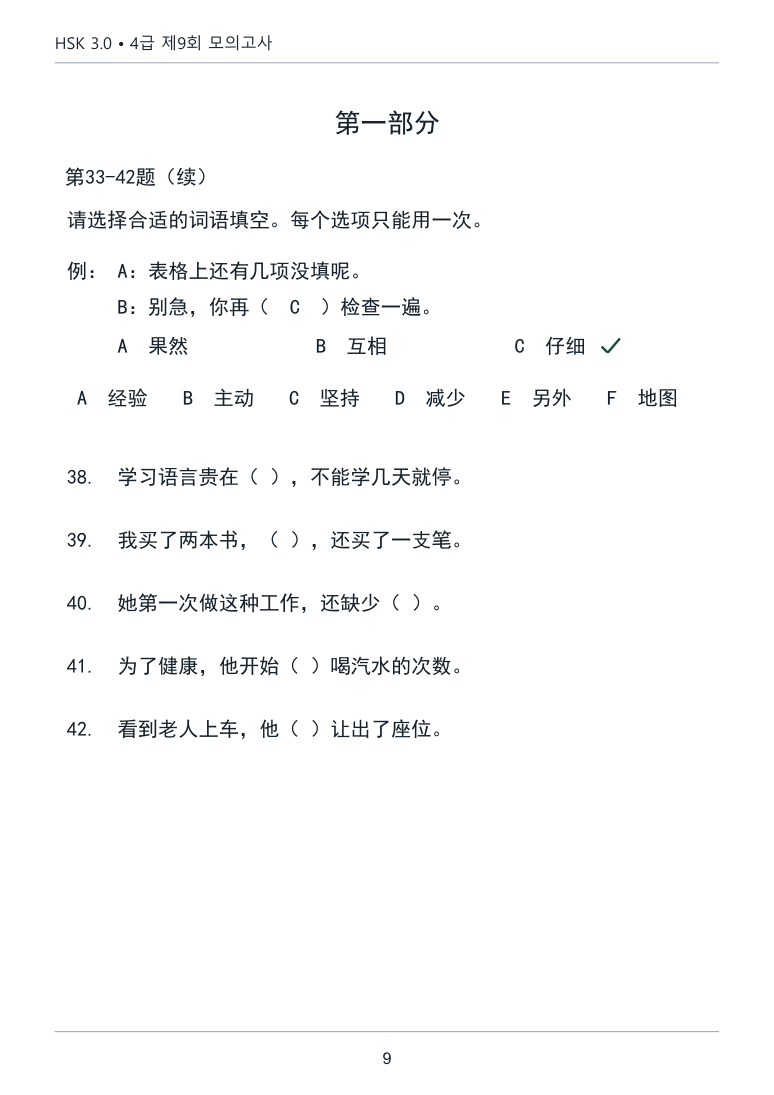 HSK 3.0 • 4급 제9회 모의고사
第一部分
第33-42题（续）
请选择合适的词语填空。每个选项只能用一次。
例： A：表格上还有几项没填呢。
B：别急，你再（ C ）检查一遍。
A 果然 B 互相 C 仔细 ✓
A 经验 B 主动 C 坚持 D 减少 E 另外 F 地图
38. 学习语言贵在（ ），不能学几天就停。
39. 我买了两本书，（ ），还买了一支笔。
40. 她第一次做这种工作，还缺少（ ）。
41. 为了健康，他开始（ ）喝汽水的次数。
42. 看到老人上车，他（ ）让出了座位。
9